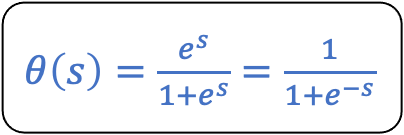 θ(s) = e^s / (1+e^s) = 1 / (1+e^−s)